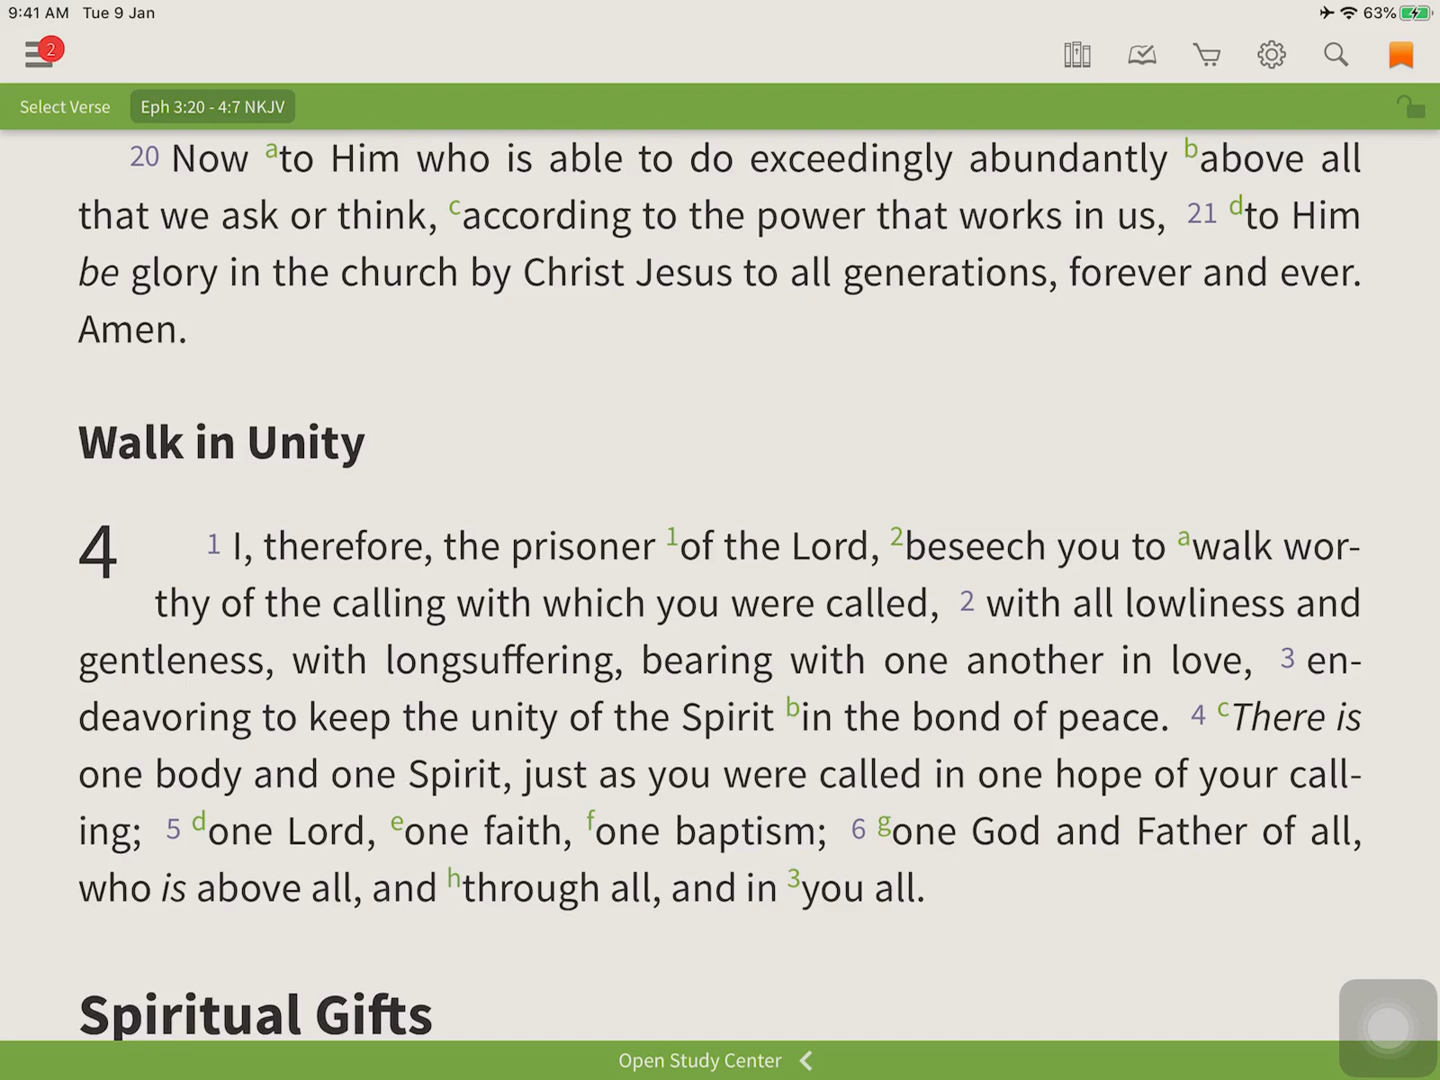 9:41 AM Tue 9 Jan 63%
2
Select Verse Eph 3:20 - 4:7 NKJV
20 Now ato Him who is able to do exceedingly abundantly babove all
that we ask or think, caccording to the power that works in us, 21 dto Him
be glory in the church by Christ Jesus to all generations, forever and ever.
Amen.
Walk in Unity
4 1 I, therefore, the prisoner 1of the Lord, 2beseech you to awalk wor-
thy of the calling with which you were called, 2 with all lowliness and
gentleness, with longsuffering, bearing with one another in love, 3 en-
deavoring to keep the unity of the Spirit bin the bond of peace. 4 cThere is
one body and one Spirit, just as you were called in one hope of your call-
ing; 5 done Lord, eone faith, fone baptism; 6 gone God and Father of all,
who is above all, and hthrough all, and in 3you all.
Spiritual Gifts
Open Study Center